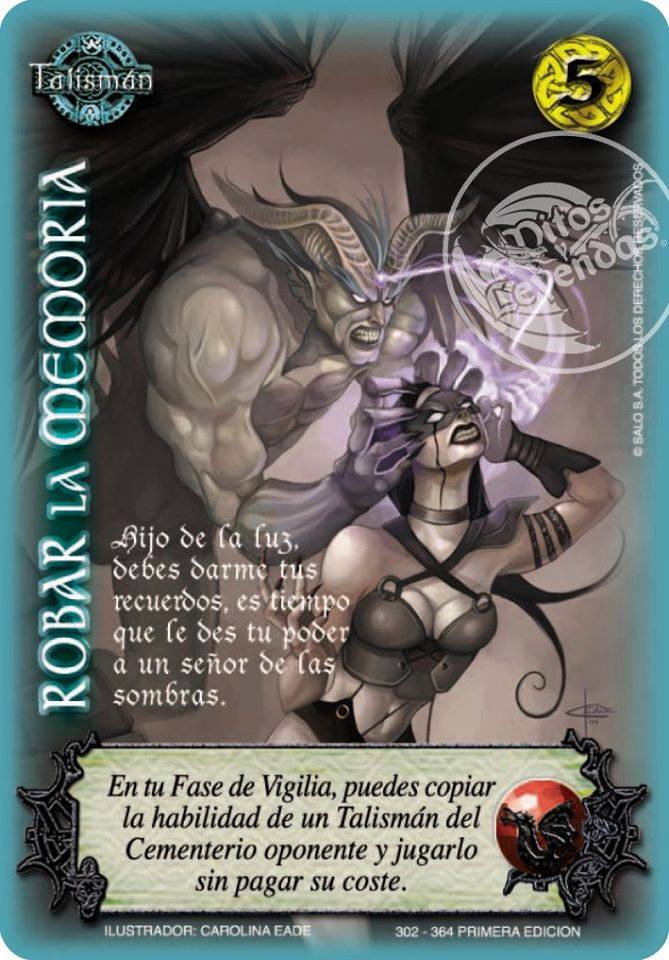 Talismán
5
Mitos
y
Leyendas
ROBAR LA MEMORIA
© SALO S.A. TODOS LOS DERECHOS RESERVADOS
Hijo de la luz,
debes darme tus
recuerdos, es tiempo
que le des tu poder
a un señor de las
sombras.
En tu Fase de Vigilia, puedes copiar
la habilidad de un Talismán del
Cementerio oponente y jugarlo
sin pagar su coste.
ILUSTRADOR: CAROLINA EADE
302 - 364 PRIMERA EDICION